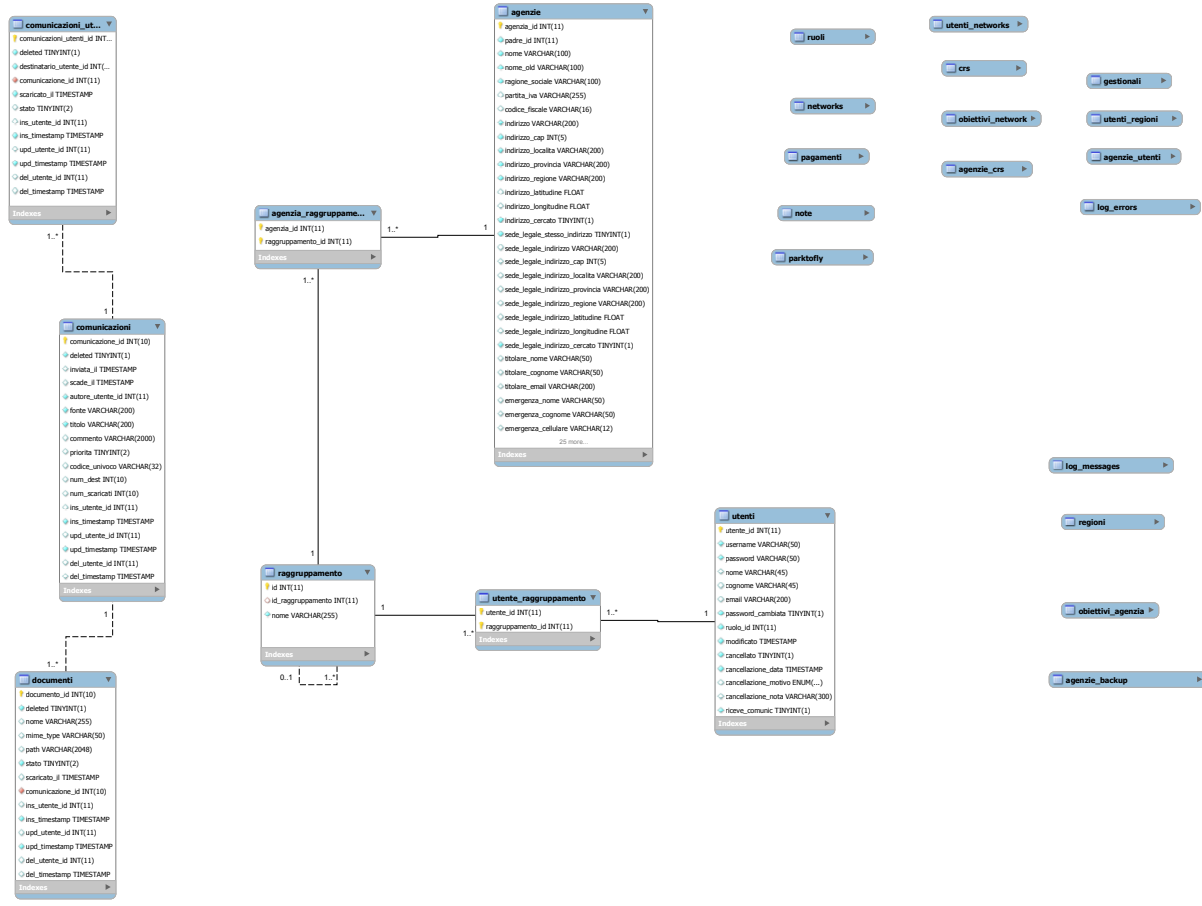 comunicazioni_ut...
comunicazioni_utenti_id INT...
deleted TINYINT(1)
destinatario_utente_id INT(...
comunicazione_id INT(11)
scaricato_il TIMESTAMP
stato TINYINT(2)
ins_utente_id INT(11)
ins_timestamp TIMESTAMP
upd_utente_id INT(11)
upd_timestamp TIMESTAMP
del_utente_id INT(11)
del_timestamp TIMESTAMP
Indexes
1..*
1
comunicazioni
comunicazione_id INT(10)
deleted TINYINT(1)
inviata_il TIMESTAMP
scade_il TIMESTAMP
autore_utente_id INT(11)
fonte VARCHAR(200)
titolo VARCHAR(200)
commento VARCHAR(2000)
priorita TINYINT(2)
codice_univoco VARCHAR(32)
num_dest INT(10)
num_scaricati INT(10)
ins_utente_id INT(11)
ins_timestamp TIMESTAMP
upd_utente_id INT(11)
upd_timestamp TIMESTAMP
del_utente_id INT(11)
del_timestamp TIMESTAMP
Indexes
1
1..*
documenti
documento_id INT(10)
deleted TINYINT(1)
nome VARCHAR(255)
mime_type VARCHAR(50)
path VARCHAR(2048)
stato TINYINT(2)
scaricato_il TIMESTAMP
comunicazione_id INT(10)
ins_utente_id INT(11)
ins_timestamp TIMESTAMP
upd_utente_id INT(11)
upd_timestamp TIMESTAMP
del_utente_id INT(11)
del_timestamp TIMESTAMP
Indexes
agenzia_raggruppame...
agenzia_id INT(11)
raggruppamento_id INT(11)
Indexes
1..*
1
1..*
1
raggruppamento
id INT(11)
id_raggruppamento INT(11)
nome VARCHAR(255)
Indexes
0..1
1..*
1
1..*
utente_raggruppamento
utente_id INT(11)
raggruppamento_id INT(11)
Indexes
1..*
1
agenzie
agenzia_id INT(11)
padre_id INT(11)
nome VARCHAR(100)
nome_old VARCHAR(100)
ragione_sociale VARCHAR(100)
partita_iva VARCHAR(255)
codice_fiscale VARCHAR(16)
indirizzo VARCHAR(200)
indirizzo_cap INT(5)
indirizzo_localita VARCHAR(200)
indirizzo_provincia VARCHAR(200)
indirizzo_regione VARCHAR(200)
indirizzo_latitudine FLOAT
indirizzo_longitudine FLOAT
indirizzo_cercato TINYINT(1)
sede_legale_stesso_indirizzo TINYINT(1)
sede_legale_indirizzo VARCHAR(200)
sede_legale_indirizzo_cap INT(5)
sede_legale_indirizzo_localita VARCHAR(200)
sede_legale_indirizzo_provincia VARCHAR(200)
sede_legale_indirizzo_regione VARCHAR(200)
sede_legale_indirizzo_latitudine FLOAT
sede_legale_indirizzo_longitudine FLOAT
sede_legale_indirizzo_cercato TINYINT(1)
titolare_nome VARCHAR(50)
titolare_cognome VARCHAR(50)
titolare_email VARCHAR(200)
emergenza_nome VARCHAR(50)
emergenza_cognome VARCHAR(50)
emergenza_cellulare VARCHAR(12)
25 more...
Indexes
utenti
utente_id INT(11)
username VARCHAR(50)
password VARCHAR(50)
nome VARCHAR(45)
cognome VARCHAR(45)
email VARCHAR(200)
password_cambiata TINYINT(1)
ruolo_id INT(11)
modificato TIMESTAMP
cancellato TINYINT(1)
cancellazione_data TIMESTAMP
cancellazione_motivo ENUM(...)
cancellazione_nota VARCHAR(300)
riceve_comunic TINYINT(1)
Indexes
ruoli
networks
pagamenti
note
parktofly
utenti_networks
crs
obiettivi_network
agenzie_crs
gestionali
utenti_regioni
agenzie_utenti
log_errors
log_messages
regioni
obiettivi_agenzia
agenzie_backup